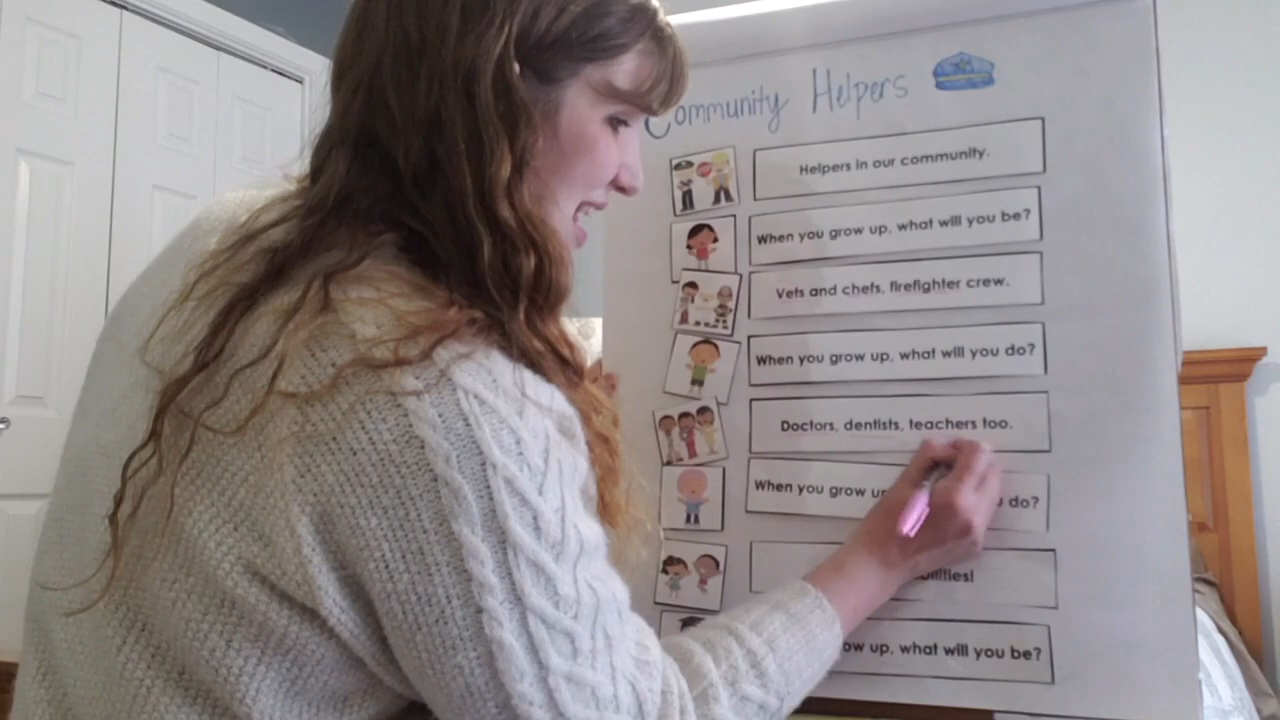 Community Helpers
Helpers in our community.
When you grow up, what will you be?
Vets and chefs, firefighter crew.
When you grow up, what will you do?
Doctors, dentists, teachers too.
When you grow do?
up, what will you be?